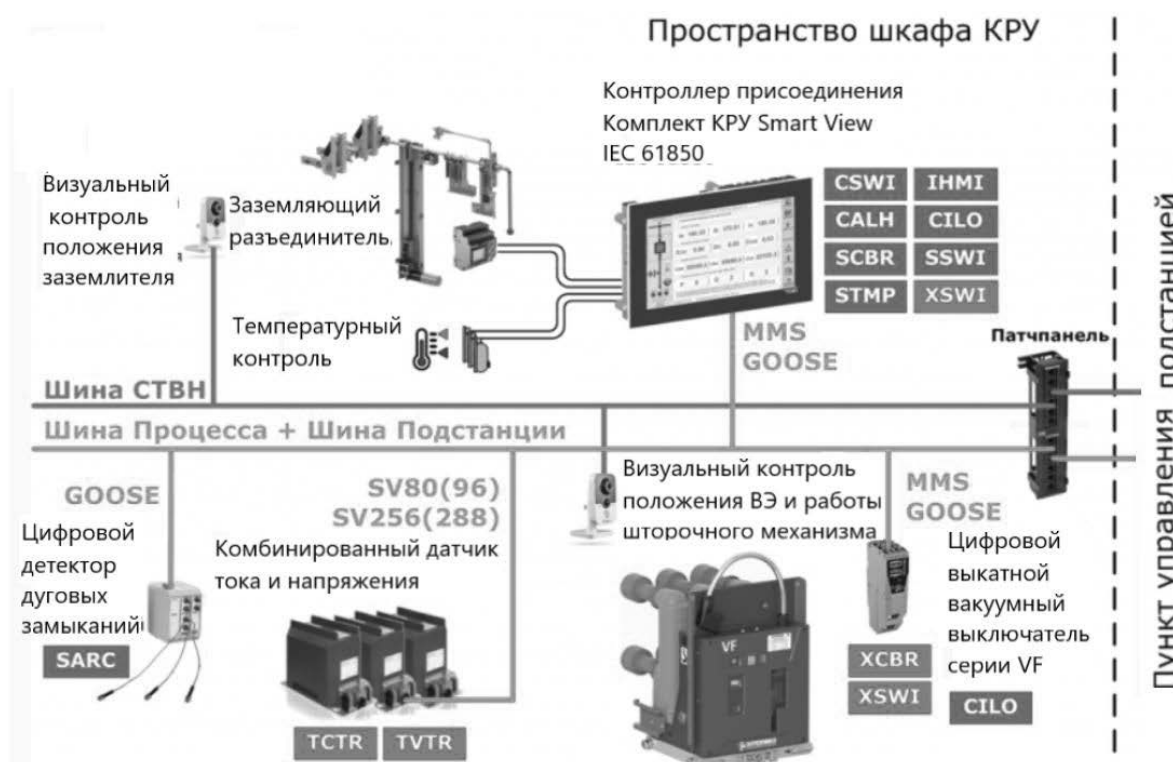 Пространство шкафа КРУ
Контроллер присоединения
Комплект КРУ Smart View
IEC 61850
CSWI IHMI
CALH CILO
SCBR SSWI
STMP XSWI
Визуальный
контроль
положения
заземлителя
Заземляющий
разъединитель
Температурный
контроль
MMS
GOOSE
Патчпанель
Шина СТВН
Шина Процесса + Шина Подстанции
GOOSE
Цифровой
детектор
дуговых
замыканий
SARC
SV80(96)
SV256(288)
Комбинированный датчик
тока и напряжения
TCTR TVTR
Визуальный контроль
положения ВЭ и работы
шторочного механизма
VF
MMS
GOOSE
Цифровой
выкатной
вакуумный
выключатель
серии VF
XCBR
XSWI
CILO
Пункт управления подстанцией